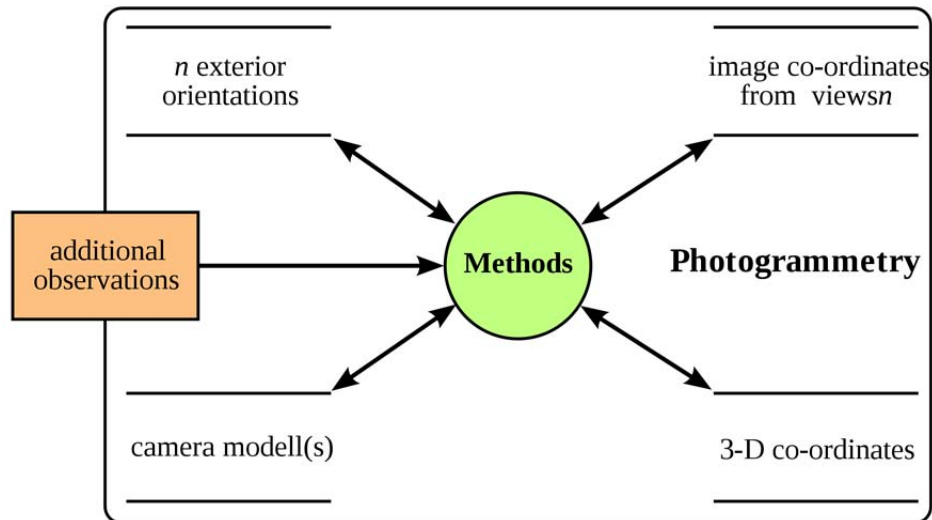 n exterior
orientations
image co-ordinates
from viewsn
additional
observations
Methods
Photogrammetry
camera modell(s)
3-D co-ordinates